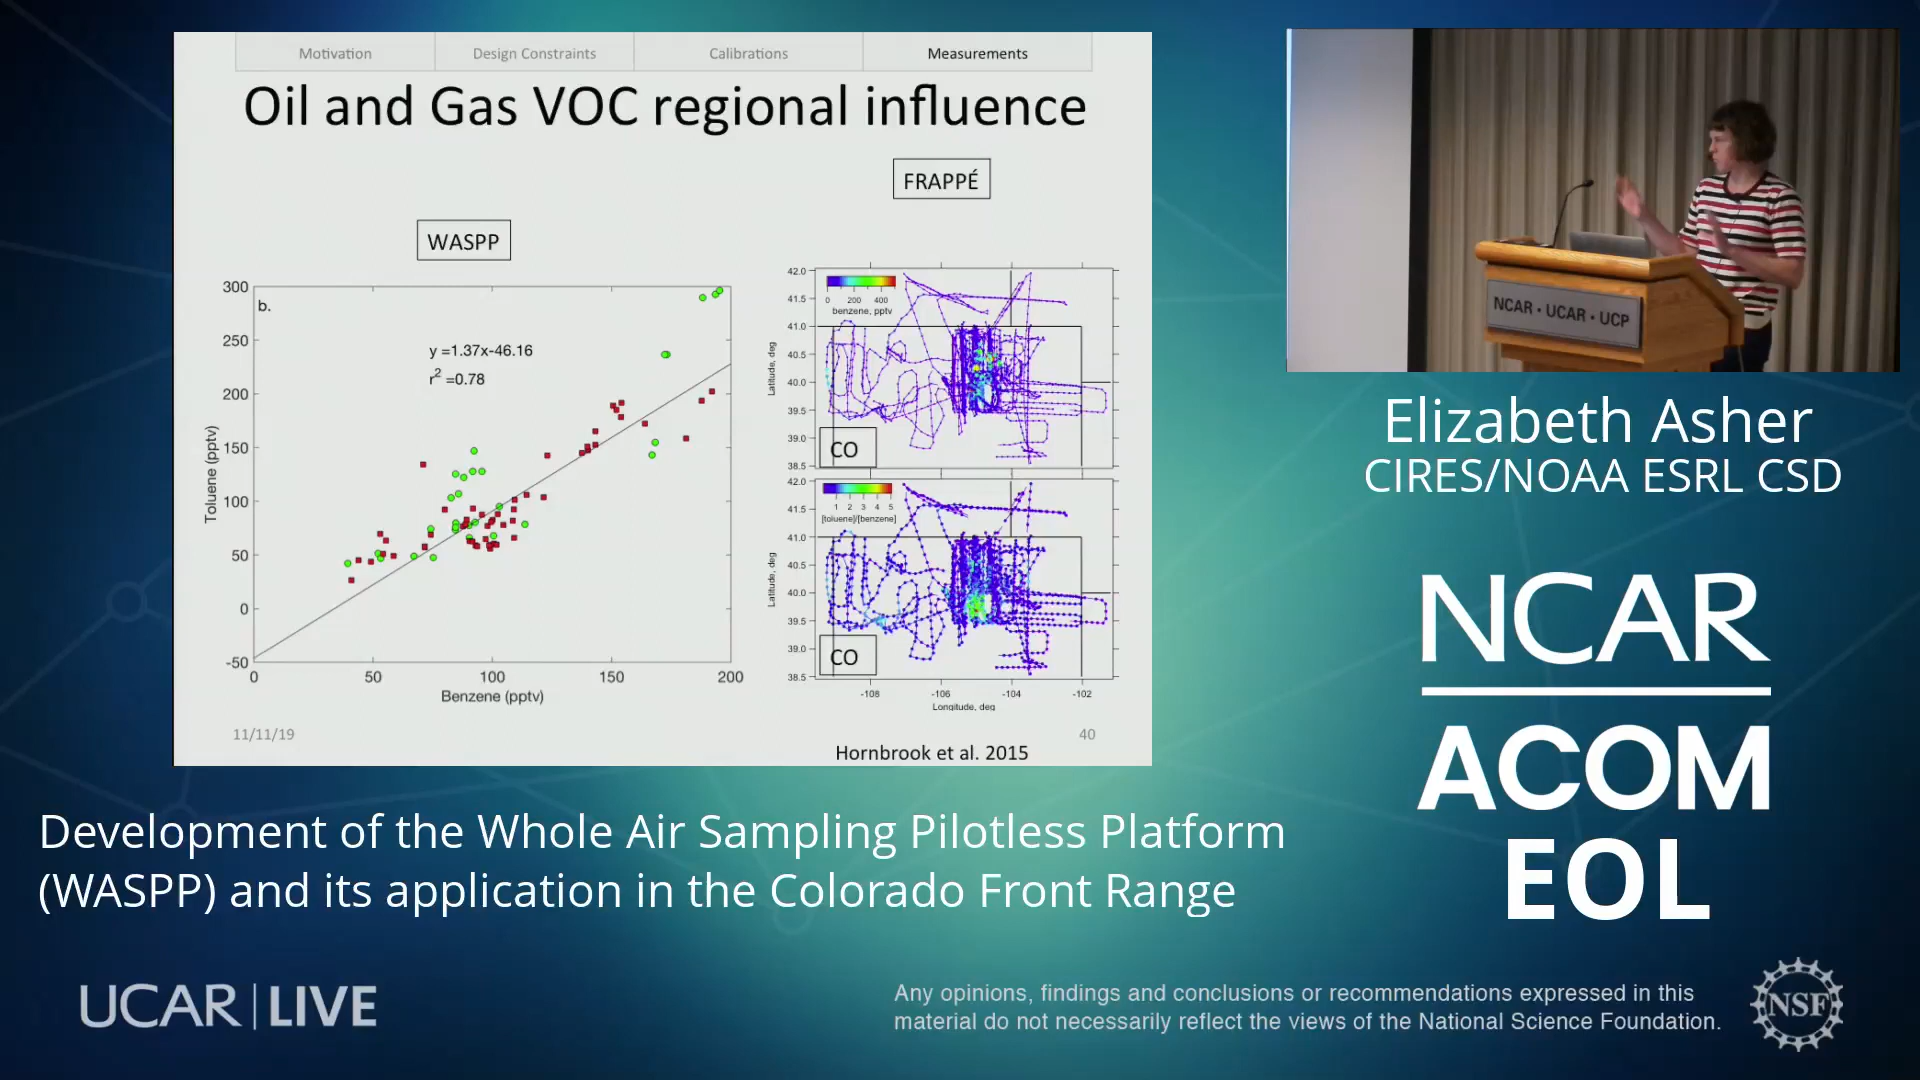 Motivation
Design Constraints
Calibrations
Measurements
Oil and Gas VOC regional influence
FRAPPÉ
WASPP
300
250
200
150
100
50
0
-50
b.
y =1.37x-46.16
r2 =0.78
Toluene (pptv)
0
50
100
150
200
Benzene (pptv)
42.0
41.5
41.0
40.5
40.0
39.5
39.0
38.5
Latitude, deg
0
200
400
benzene, pptv
CO
42.0
41.5
41.0
40.5
40.0
39.5
39.0
38.5
Latitude, deg
1
2
3
4
5
[toluene]/[benzene]
CO
-108
-106
-104
-102
Longitude, deg
11/11/19
40
Hornbrook et al. 2015
NCAR • UCAR • UCP
Elizabeth Asher
CIRES/NOAA ESRL CSD
NCAR
ACOM
EOL
Development of the Whole Air Sampling Pilotless Platform
(WASPP) and its application in the Colorado Front Range
UCAR | LIVE
Any opinions, findings and conclusions or recommendations expressed in this
material do not necessarily reflect the views of the National Science Foundation.
NSF